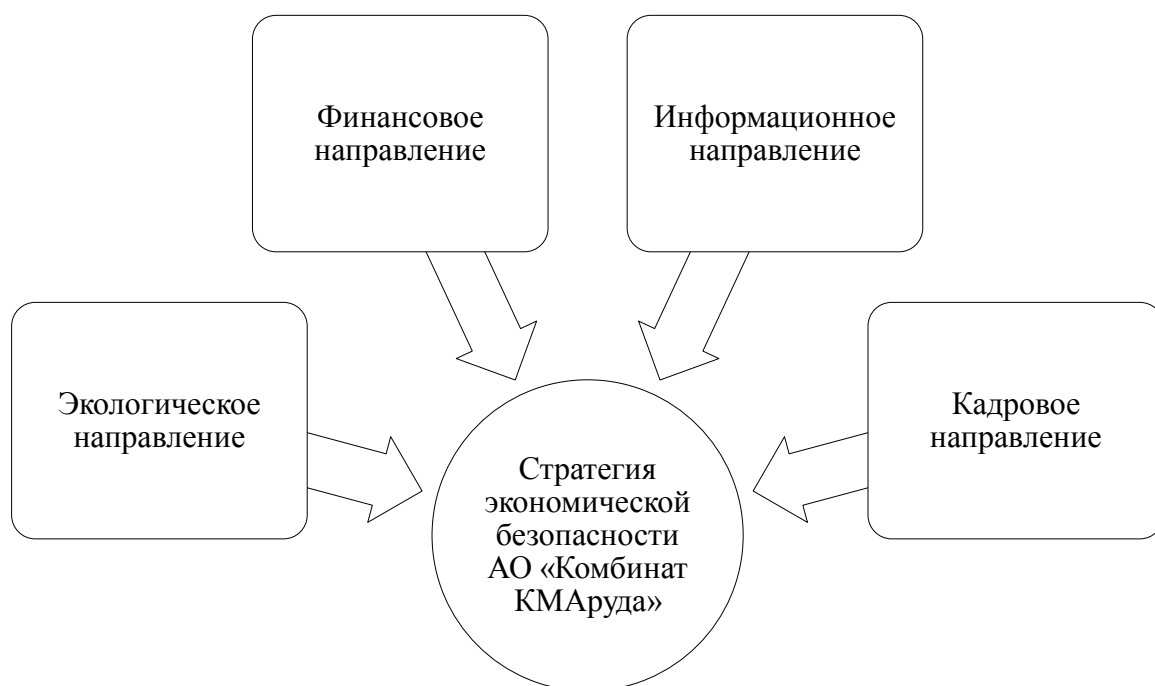 Финансовое
направление
Информационное
направление
Экологическое
направление
Кадровое
направление
Стратегия
экономической
безопасности
АО «Комбинат
КМАруда»